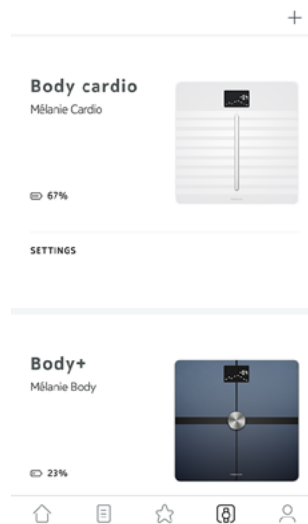 Body cardio
Mélanie Cardio
67%
SETTINGS
Body+
Mélanie Body
23%